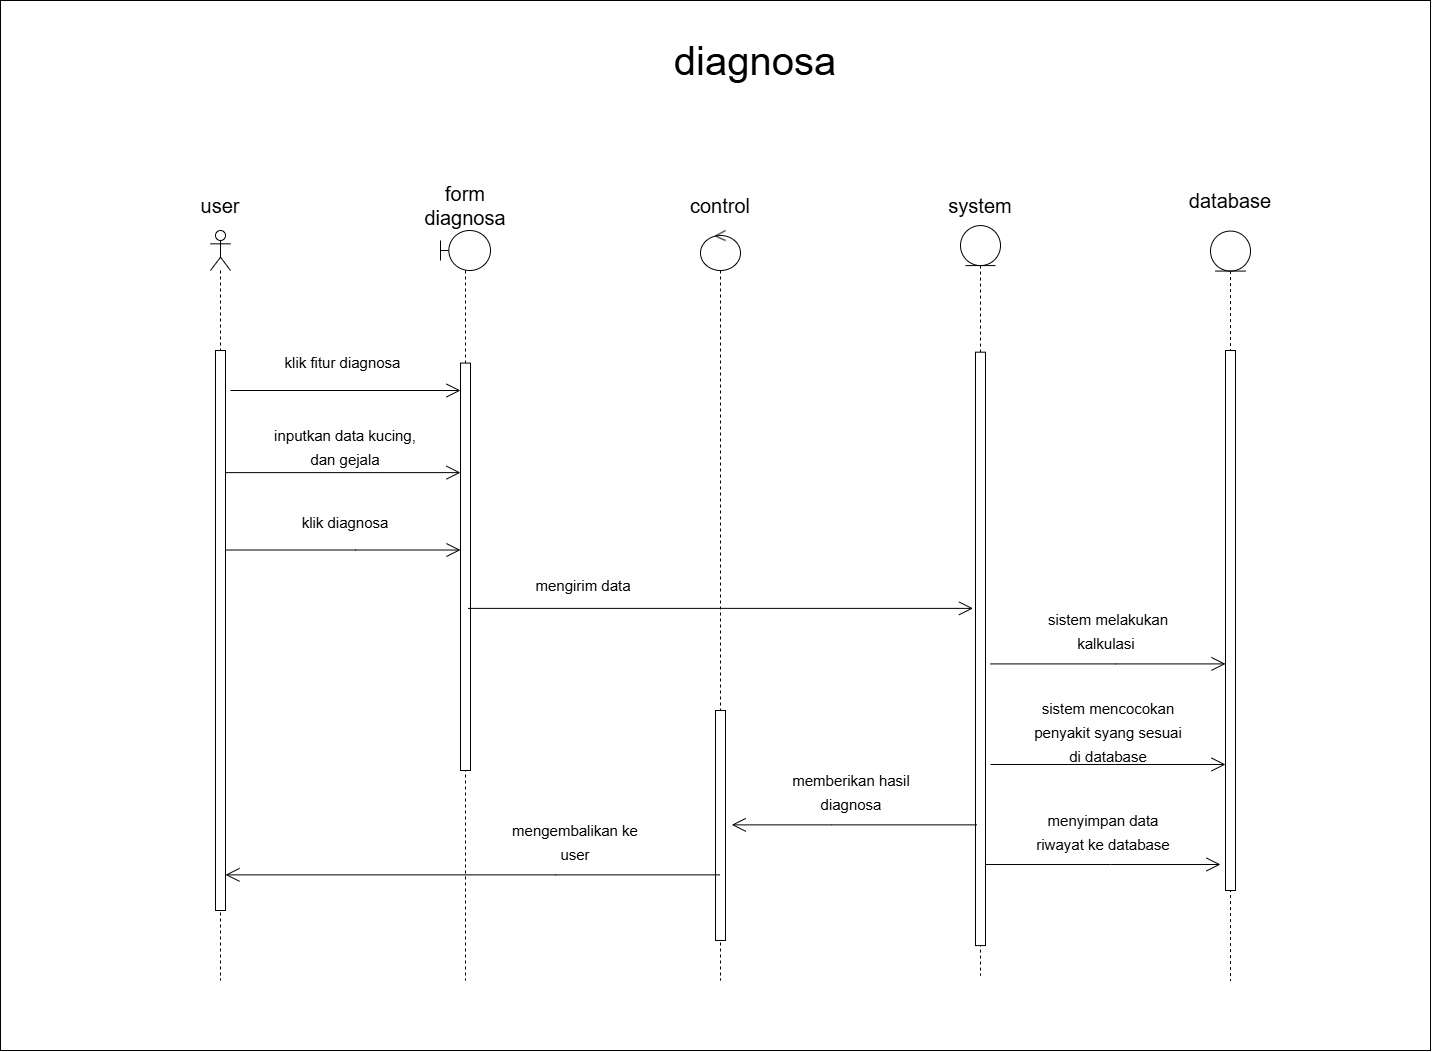 diagnosa
user
form
diagnosa
control
system
database
klik fitur diagnosa
inputkan data kucing,
dan gejala
klik diagnosa
mengirim data
sistem melakukan
kalkulasi
sistem mencocokan
penyakit syang sesuai
di database
memberikan hasil
diagnosa
menyimpan data
riwayat ke database
mengembalikan ke
user